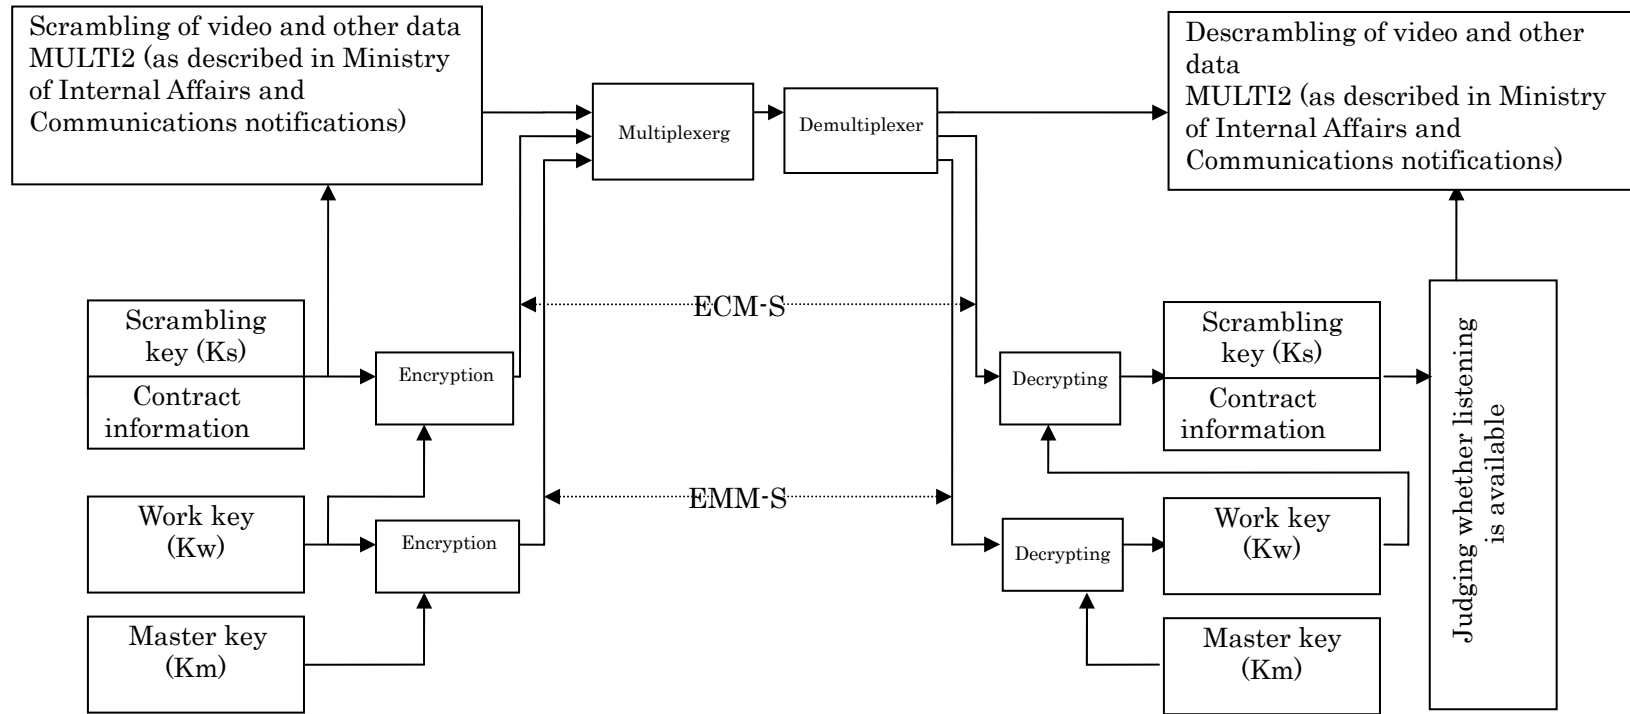 Scrambling of video and other data
MULTI2 (as described in Ministry
of Internal Affairs and
Communications notifications)
Multiplexerg
Demultiplexer
Descrambling of video and other
data
MULTI2 (as described in Ministry
of Internal Affairs and
Communications notifications)
ECM-S
Scrambling
key (Ks)
Contract
information
Encryption
Decrypting
Scrambling
key (Ks)
Contract
information
Judging whether listening
is available
EMM-S
Work key
(Kw)
Encryption
Decrypting
Work key
(Kw)
Master key
(Km)
Master key
(Km)